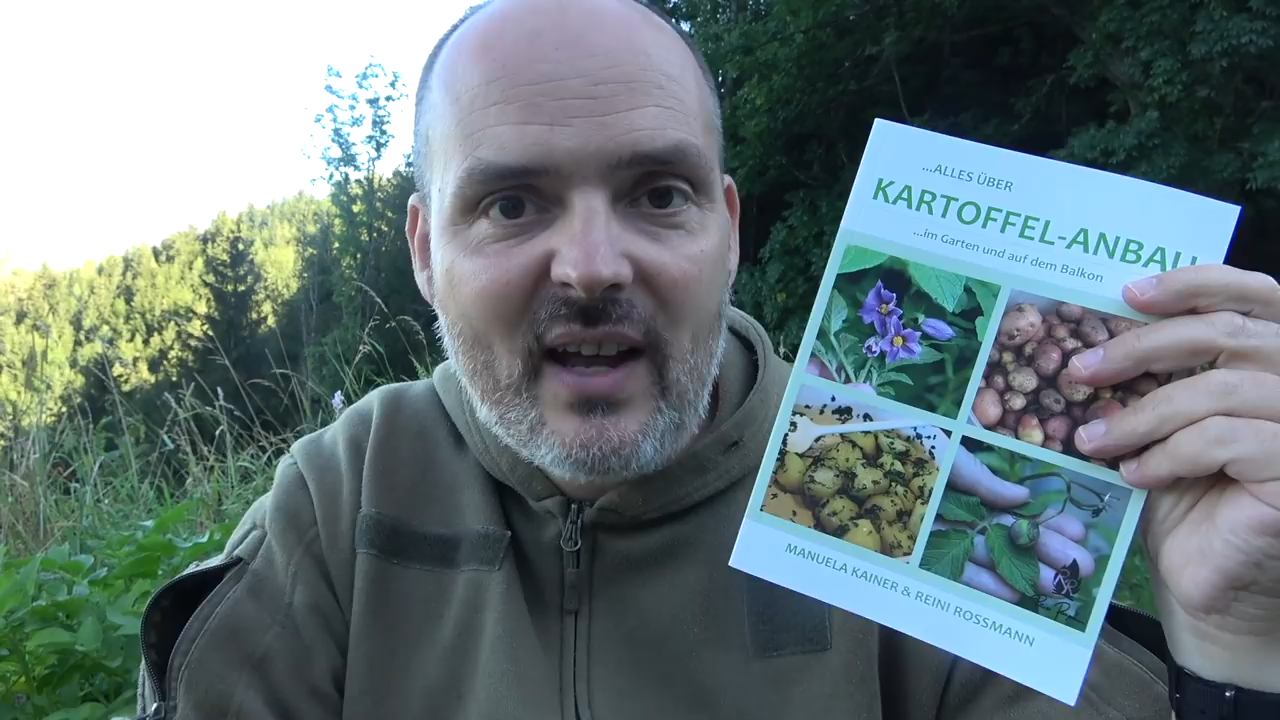 ...ALLES ÜBER
KARTOFFEL-ANBAU
...im Garten und auf dem Balkon
MANUELA KAINER & REINI ROSSMANN